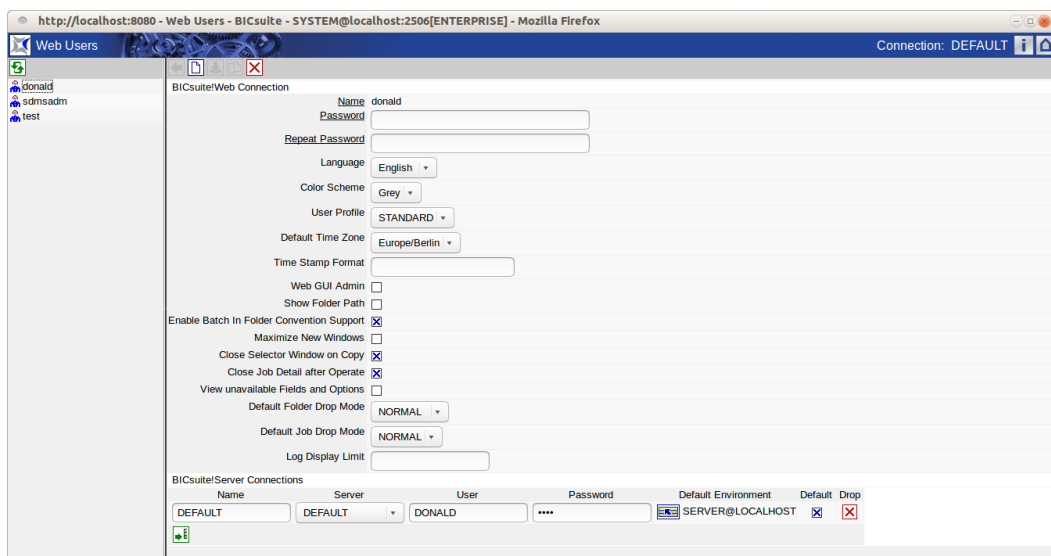 http://localhost:8080 - Web Users - BICsuite - SYSTEM@localhost:2506[ENTERPRISE] - Mozilla Firefox
Web Users
Connection: DEFAULT
donald
sdmsadm
test
BICsuite!Web Connection
Name donald
Password
Repeat Password
Language English
Color Scheme Grey
User Profile STANDARD
Default Time Zone Europe/Berlin
Time Stamp Format
Web GUI Admin
Show Folder Path
Enable Batch In Folder Convention Support
Maximize New Windows
Close Selector Window on Copy
Close Job Detail after Operate
View unavailable Fields and Options
Default Folder Drop Mode NORMAL
Default Job Drop Mode NORMAL
Log Display Limit
BICsuite!Server Connections
Name Server User Password Default Environment Default Drop
DEFAULT DEFAULT DONALD •••• SERVER@LOCALHOST